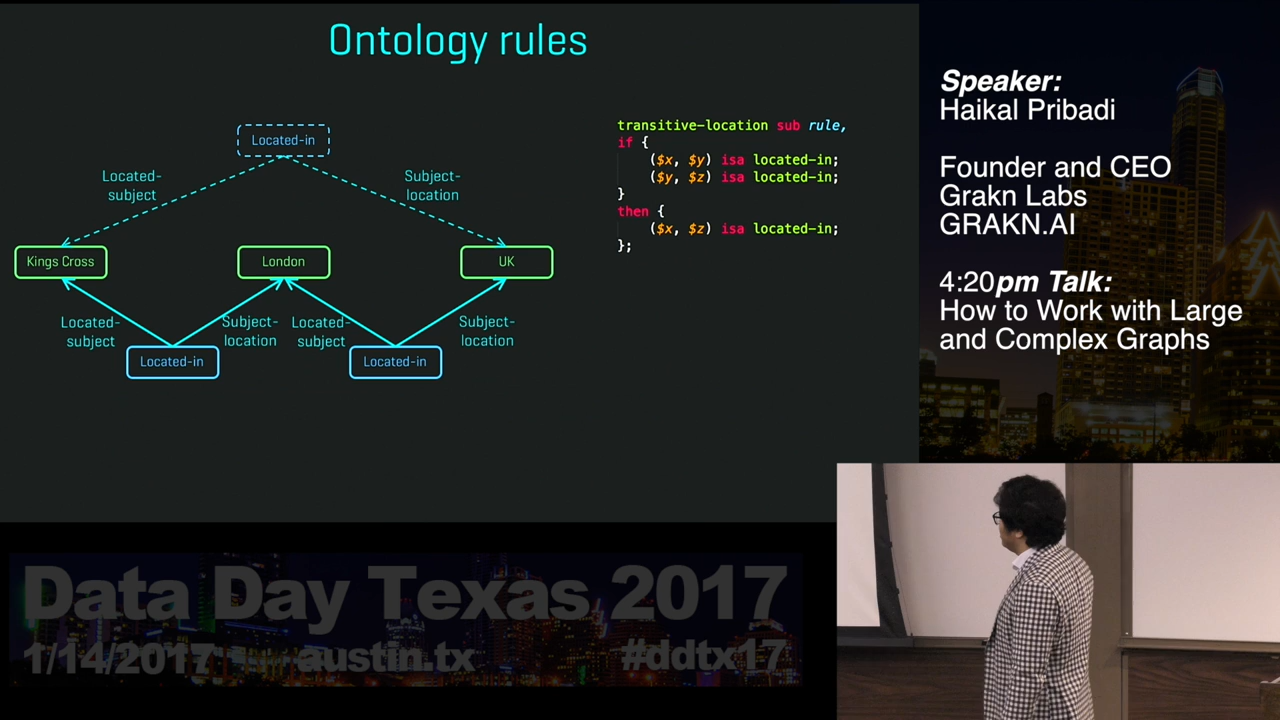 Ontology rules
Located-in
Located-
subject
Subject-
location
Kings Cross
London
UK
Located-
subject
Subject-
location
Located-
subject
Subject-
location
Located-in
Located-in
transitive-location sub rule,
if {
($x, $y) isa located-in;
($y, $z) isa located-in;
}
then {
($x, $z) isa located-in;
};
Speaker:
Haikal Pribadi
Founder and CEO
Grakn Labs
GRAKN.AI
4:20pm Talk:
How to Work with Large
and Complex Graphs
Data Day Texas 2017
1/14/2017 austin.tx #ddtx17